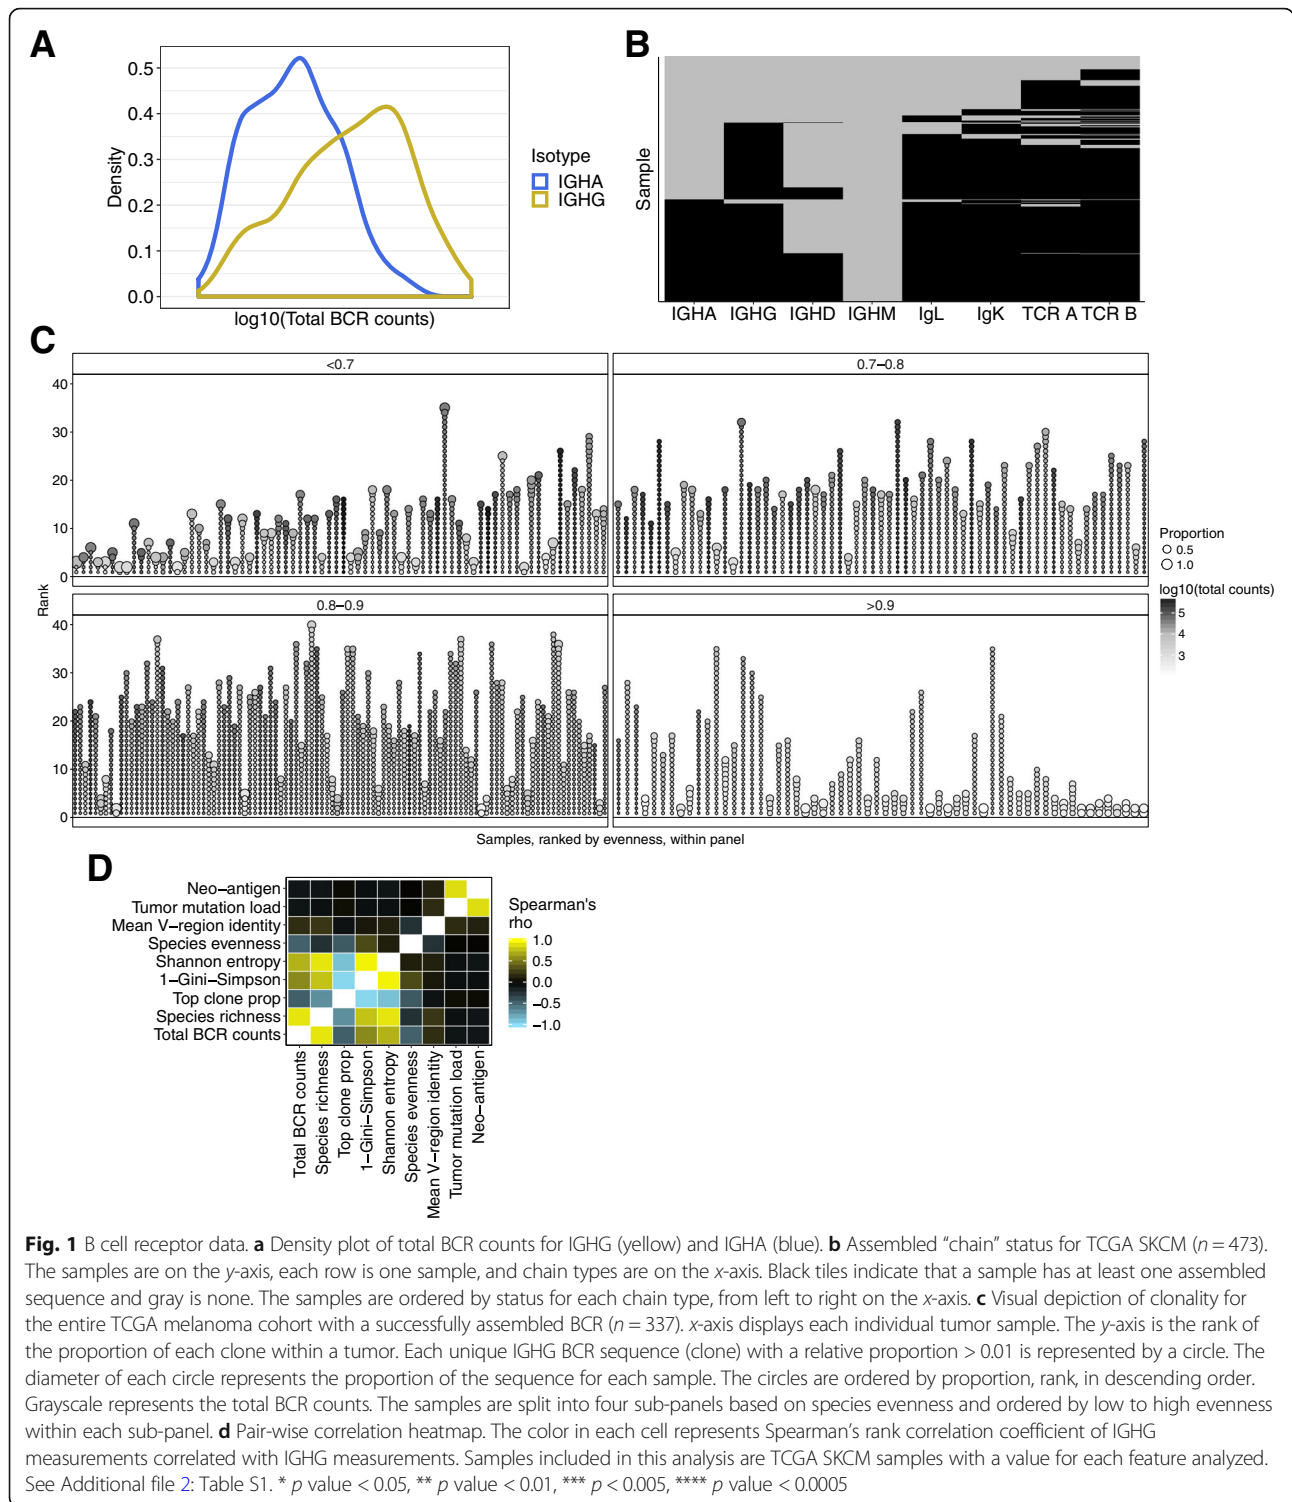 A
0.5
0.4
0.3
0.2
0.1
0.0
Density
log10(Total BCR counts)
Isotype
IGHA
IGHG
B
Sample
IGHA IGHG IGHD IGHM IgL IgK TCR A TCR B
C
<0.7
0.7–0.8
40
30
20
10
0
Rank
0.8–0.9
>0.9
40
30
20
10
0
Samples, ranked by evenness, within panel
Proportion
0.5
1.0
log10(total counts)
5
4
3
D
Neo–antigen
Tumor mutation load
Mean V–region identity
Species evenness
Shannon entropy
1–Gini–Simpson
Top clone prop
Species richness
Total BCR counts
Total BCR counts
Species richness
Top clone prop
1–Gini–Simpson
Shannon entropy
Species evenness
Mean V–region identity
Tumor mutation load
Neo–antigen
Spearman's
rho
1.0
0.5
0.0
−0.5
−1.0
Fig. 1 B cell receptor data. a Density plot of total BCR counts for IGHG (yellow) and IGHA (blue). b Assembled “chain” status for TCGA SKCM (n = 473).
The samples are on the y-axis, each row is one sample, and chain types are on the x-axis. Black tiles indicate that a sample has at least one assembled
sequence and gray is none. The samples are ordered by status for each chain type, from left to right on the x-axis. c Visual depiction of clonality for
the entire TCGA melanoma cohort with a successfully assembled BCR (n = 337). x-axis displays each individual tumor sample. The y-axis is the rank of
the proportion of each clone within a tumor. Each unique IGHG BCR sequence (clone) with a relative proportion > 0.01 is represented by a circle. The
diameter of each circle represents the proportion of the sequence for each sample. The circles are ordered by proportion, rank, in descending order.
Grayscale represents the total BCR counts. The samples are split into four sub-panels based on species evenness and ordered by low to high evenness
within each sub-panel. d Pair-wise correlation heatmap. The color in each cell represents Spearman’s rank correlation coefficient of IGHG
measurements correlated with IGHG measurements. Samples included in this analysis are TCGA SKCM samples with a value for each feature analyzed.
See Additional file 2: Table S1. * p value < 0.05, ** p value < 0.01, *** p < 0.005, **** p value < 0.0005